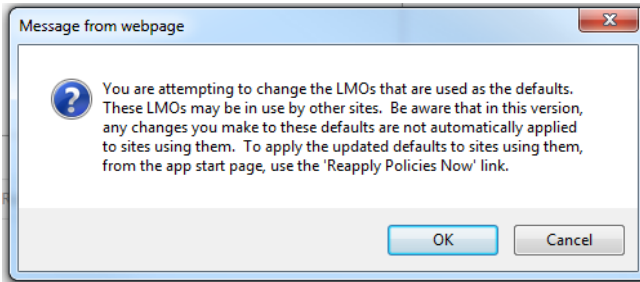 Message from webpage
You are attempting to change the LMOs that are used as the defaults.
These LMOs may be in use by other sites.  Be aware that in this version,
any changes you make to these defaults are not automatically applied
to sites using them.  To apply the updated defaults to sites using them,
from the app start page, use the 'Reapply Policies Now' link.
OK
Cancel